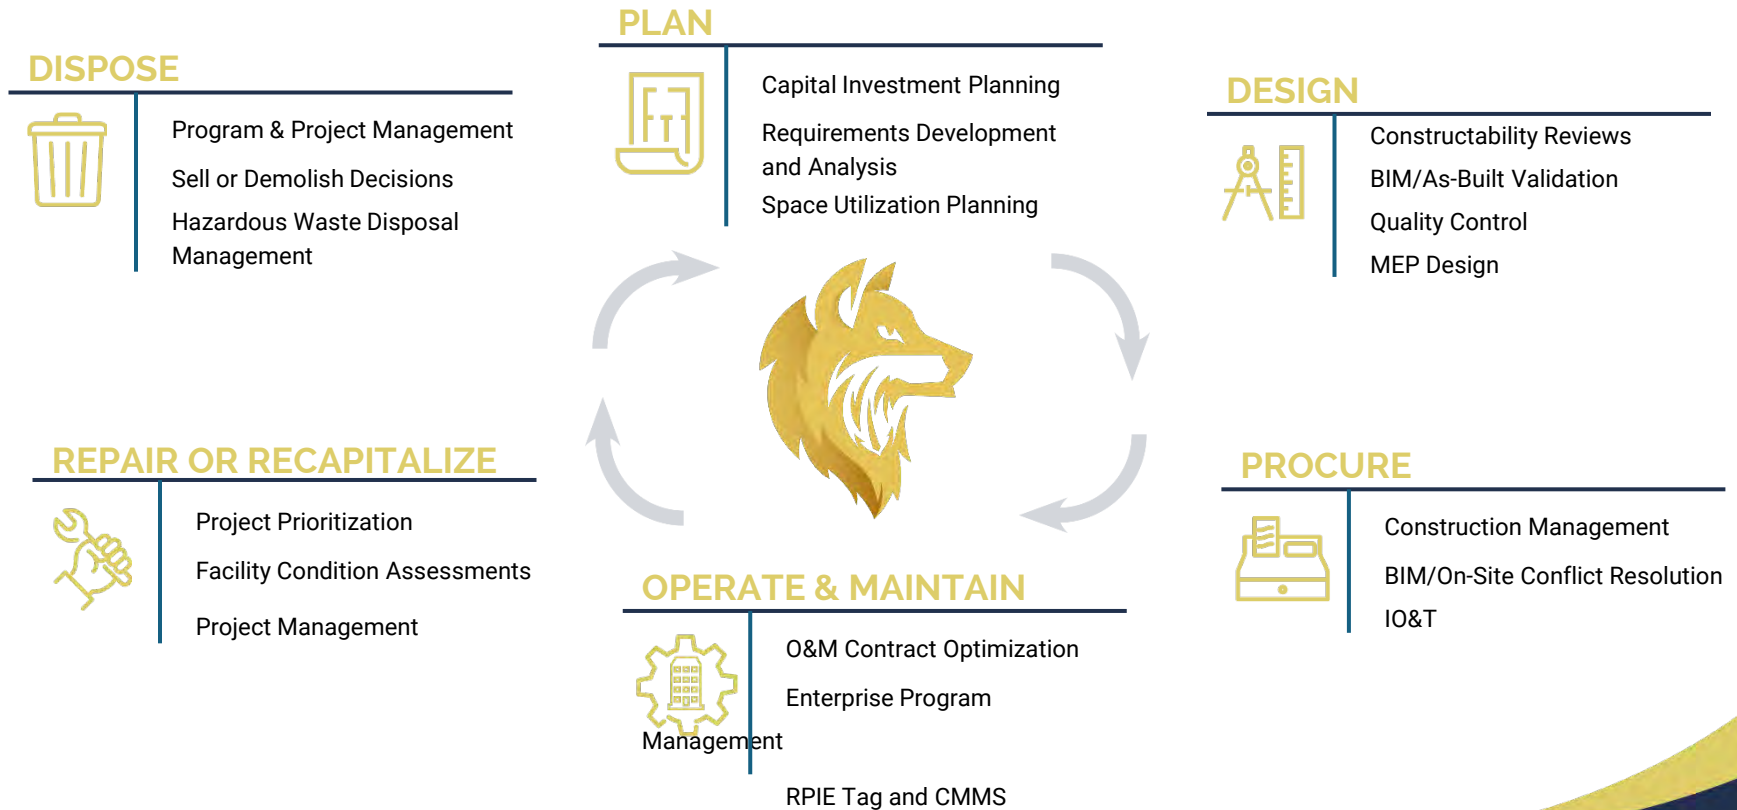 PLAN
Capital Investment Planning
Requirements Development
and Analysis
Space Utilization Planning
DISPOSE
Program & Project Management
Sell or Demolish Decisions
Hazardous Waste Disposal
Management
DESIGN
Constructability Reviews
BIM/As-Built Validation
Quality Control
MEP Design
REPAIR OR RECAPITALIZE
Project Prioritization
Facility Condition Assessments
Project Management
PROCURE
Construction Management
BIM/On-Site Conflict Resolution
IO&T
OPERATE & MAINTAIN
O&M Contract Optimization
Enterprise Program
Management
RPIE Tag and CMMS